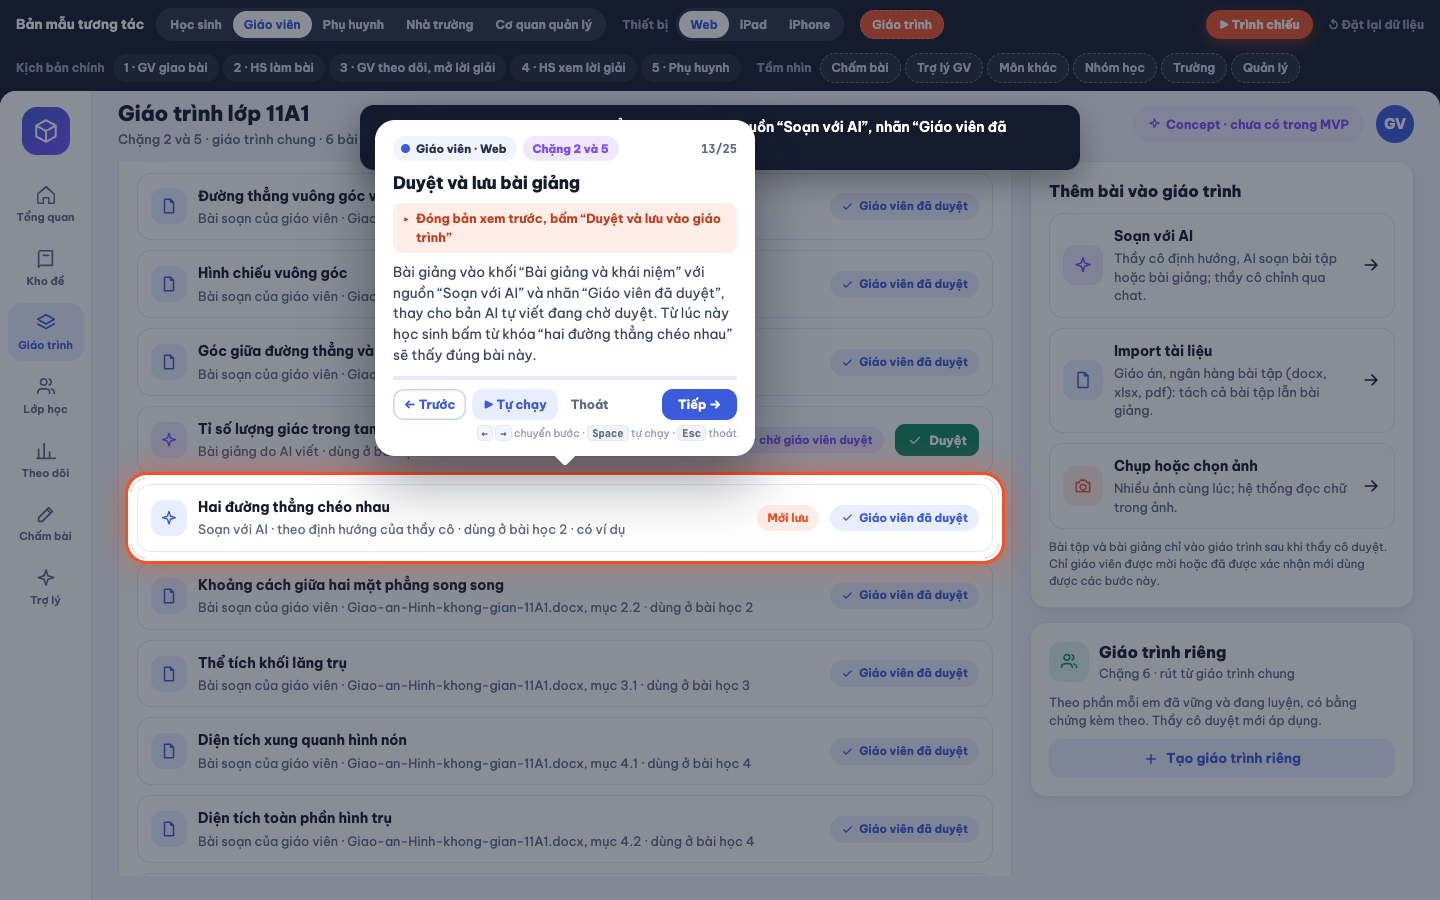 Bản mẫu tương tác
Học sinh
Giáo viên
Phụ huynh
Nhà trường
Cơ quan quản lý
Thiết bị
Web
iPad
iPhone
Giáo trình
Trình chiếu
Đặt lại dữ liệu
Kịch bản chính
1 · GV giao bài
2 · HS làm bài
3 · GV theo dõi, mở lời giải
4 · HS xem lời giải
5 · Phụ huynh
Tầm nhìn
Chấm bài
Trợ lý GV
Môn khác
Nhóm học
Trường
Quản lý
Tổng quan
Kho đề
Giáo trình
Lớp học
Theo dõi
Chấm bài
Trợ lý
Giáo trình lớp 11A1
Chặng 2 và 5 · giáo trình chung · 6 bài
“Soạn với AI”, nhãn “Giáo viên đã
Concept · chưa có trong MVP
GV
Giáo viên · Web
Chặng 2 và 5
13/25
Duyệt và lưu bài giảng
Đóng bản xem trước, bấm “Duyệt và lưu vào giáo
trình”
Bài giảng vào khối “Bài giảng và khái niệm” với
nguồn “Soạn với AI” và nhãn “Giáo viên đã duyệt”,
thay cho bản AI tự viết đang chờ duyệt. Từ lúc này
học sinh bấm từ khóa “hai đường thẳng chéo nhau”
sẽ thấy đúng bài này.
← Trước
Tự chạy
Thoát
Tiếp →
← → chuyển bước · Space tự chạy · Esc thoát
Đường thẳng vuông góc
Bài soạn của giáo viên
Giáo viên đã duyệt
Hình chiếu vuông góc
Bài soạn của giáo viên
Giáo viên đã duyệt
Góc giữa đường thẳng và
Bài soạn của giáo viên
Giáo viên đã duyệt
Tỉ số lượng giác trong
Bài giảng do AI viết · dùng ở
chờ giáo viên duyệt
Duyệt
Hai đường thẳng chéo nhau
Soạn với AI · theo định hướng của thầy cô · dùng ở bài học 2 · có ví dụ
Mới lưu
Giáo viên đã duyệt
Khoảng cách giữa hai mặt phẳng song song
Bài soạn của giáo viên · Giao-an-Hinh-khong-gian-11A1.docx, mục 2.2 · dùng ở bài học 2
Giáo viên đã duyệt
Thể tích khối lăng trụ
Bài soạn của giáo viên · Giao-an-Hinh-khong-gian-11A1.docx, mục 3.1 · dùng ở bài học 3
Giáo viên đã duyệt
Diện tích xung quanh hình nón
Bài soạn của giáo viên · Giao-an-Hinh-khong-gian-11A1.docx, mục 4.1 · dùng ở bài học 4
Giáo viên đã duyệt
Diện tích toàn phần hình trụ
Bài soạn của giáo viên · Giao-an-Hinh-khong-gian-11A1.docx, mục 4.2 · dùng ở bài học 4
Giáo viên đã duyệt
Thêm bài vào giáo trình
Soạn với AI
Thầy cô định hướng, AI soạn bài tập
hoặc bài giảng; thầy cô chỉnh qua
chat.
Import tài liệu
Giáo án, ngân hàng bài tập (docx,
xlsx, pdf): tách cả bài tập lẫn bài
giảng.
Chụp hoặc chọn ảnh
Nhiều ảnh cùng lúc; hệ thống đọc chữ
trong ảnh.
Bài tập và bài giảng chỉ vào giáo trình sau khi thầy cô duyệt.
Chỉ giáo viên được mời hoặc đã được xác nhận mới dùng
được các bước này.
Giáo trình riêng
Chặng 6 · rút từ giáo trình chung
Theo phần mỗi em đã vững và đang luyện, có bằng
chứng kèm theo. Thầy cô duyệt mới áp dụng.
Tạo giáo trình riêng